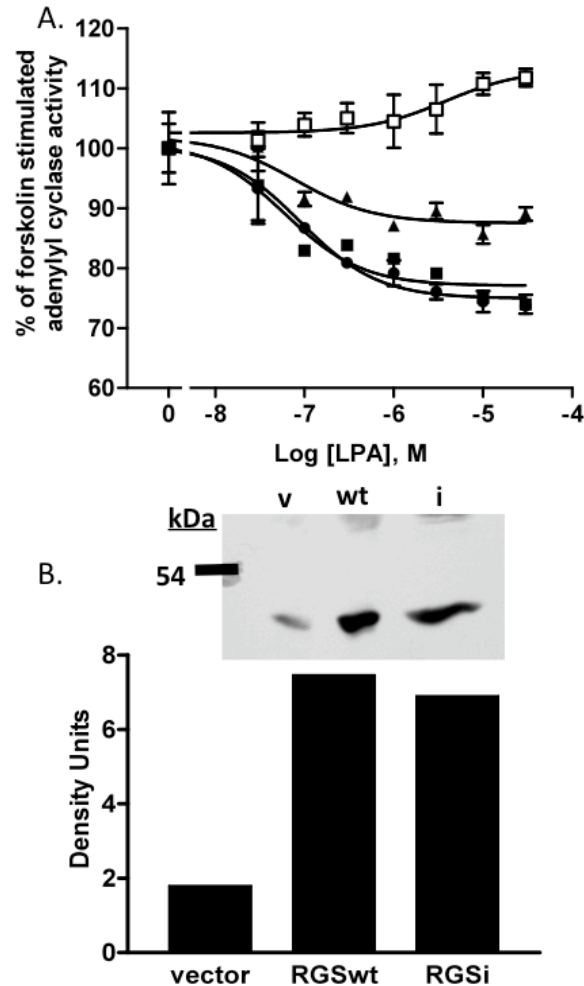 A.
120
110
100
90
80
70
60
% of forskolin stimulated
adenylyl cyclase activity
0 -8 -7 -6 -5 -4
Log [LPA], M
B.
kDa
v wt i
54
8
6
4
2
0
Density Units
vector RGSwt RGSi